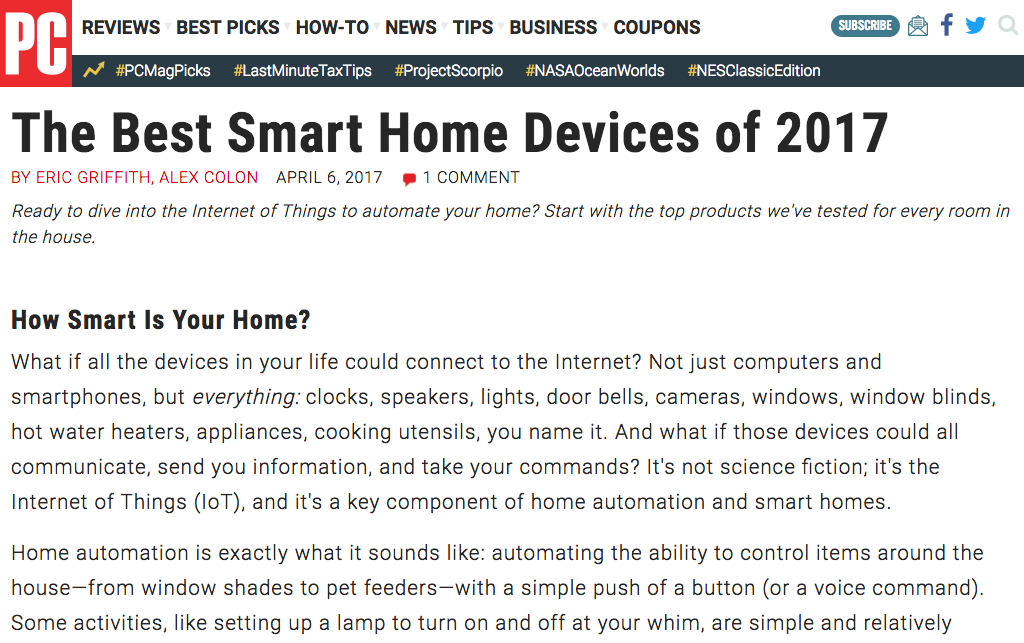 PC
REVIEWS BEST PICKS HOW-TO NEWS TIPS BUSINESS COUPONS SUBSCRIBE
#PCMagPicks #LastMinuteTaxTips #ProjectScorpio #NASAOceanWorlds #NESClassicEdition
The Best Smart Home Devices of 2017
BY ERIC GRIFFITH, ALEX COLON APRIL 6, 2017 1 COMMENT
Ready to dive into the Internet of Things to automate your home? Start with the top products we've tested for every room in
the house.
How Smart Is Your Home?
What if all the devices in your life could connect to the Internet? Not just computers and
smartphones, but everything: clocks, speakers, lights, door bells, cameras, windows, window blinds,
hot water heaters, appliances, cooking utensils, you name it. And what if those devices could all
communicate, send you information, and take your commands? It's not science fiction; it's the
Internet of Things (IoT), and it's a key component of home automation and smart homes.
Home automation is exactly what it sounds like: automating the ability to control items around the
house—from window shades to pet feeders—with a simple push of a button (or a voice command).
Some activities, like setting up a lamp to turn on and off at your whim, are simple and relatively